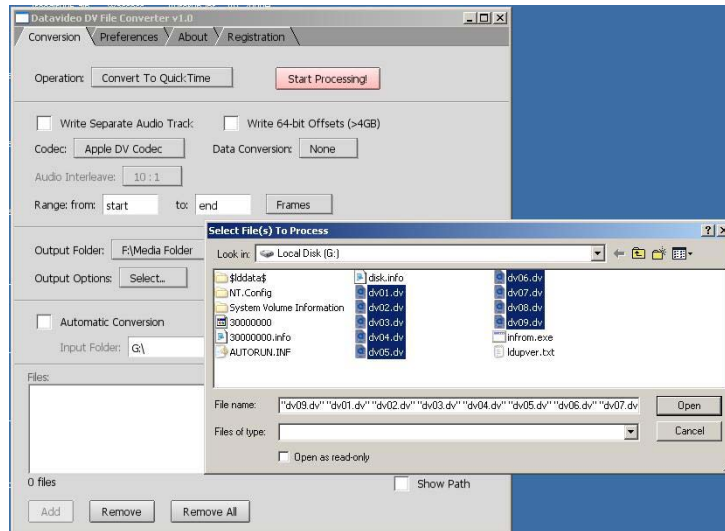 Datavideo DV File Converter v1.0
Conversion Preferences About Registration
Operation: Convert To QuickTime Start Processing!
Write Separate Audio Track Write 64-bit Offsets (>4GB)
Codec: Apple DV Codec Data Conversion: None
Audio Interleave: 10 : 1
Range: from: start to: end Frames
Output Folder: F:\Media Folder
Output Options: Select...
Automatic Conversion
Input Folder: G:\
Files:
0 files Show Path
Add Remove Remove All
Select File(s) To Process
Look in: Local Disk (G:)
$lddata$ disk.info dv06.dv
NT.Config dv01.dv dv07.dv
System Volume Information dv02.dv dv08.dv
30000000 dv03.dv dv09.dv
30000000.info dv04.dv infrom.exe
AUTORUN.INF dv05.dv ldupver.txt
File name: "dv09.dv" "dv01.dv" "dv02.dv" "dv03.dv" "dv04.dv" "dv05.dv" "dv06.dv" "dv07.dv Open
Files of type: Cancel
Open as read-only